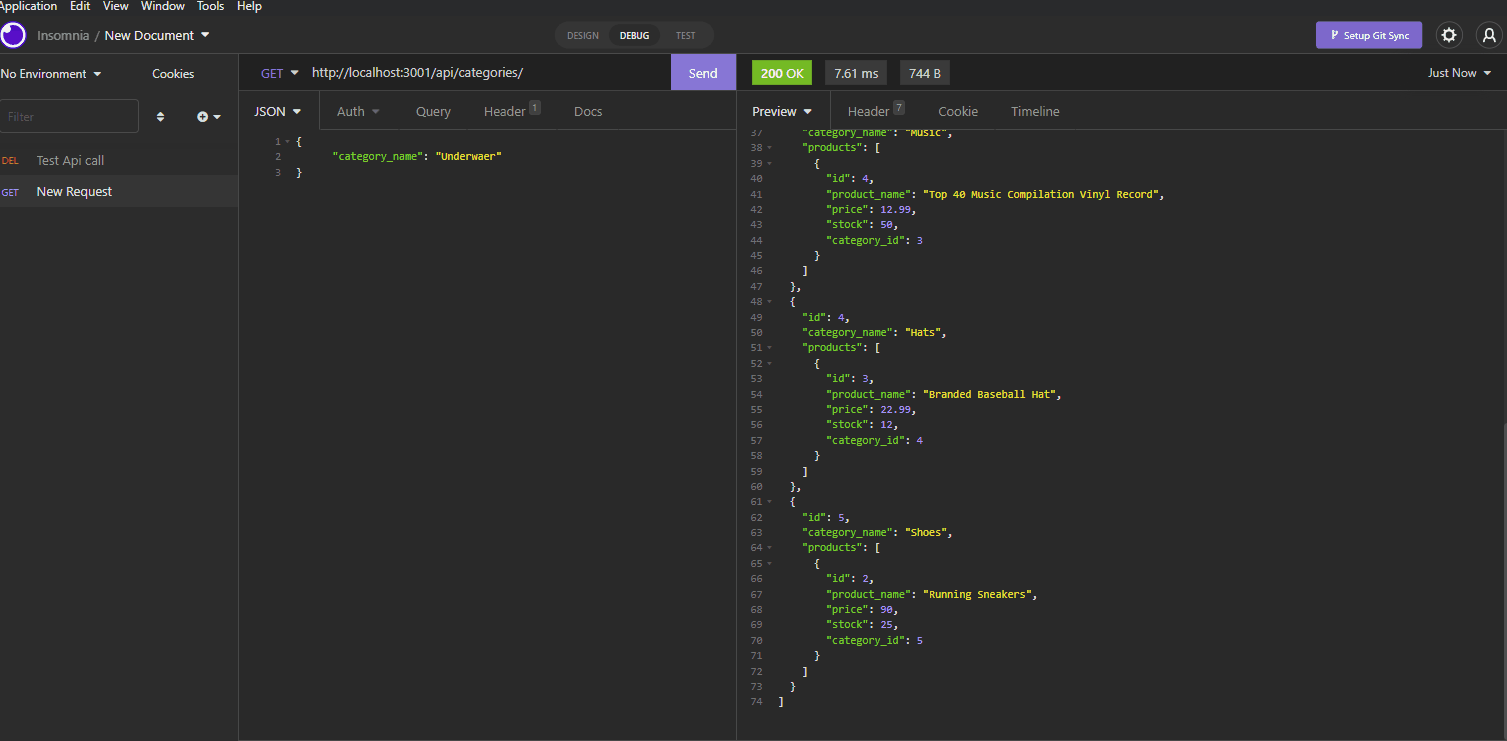 Application Edit View Window Tools Help
Insomnia / New Document
DESIGN DEBUG TEST
Setup Git Sync
No Environment Cookies
GET http://localhost:3001/api/categories/ Send
200 OK 7.61 ms 744 B Just Now
Filter
DEL Test Api call
GET New Request
JSON Auth Query Header 1 Docs
1 {
2 "category_name": "Underwaer"
3 }
Preview Header 7 Cookie Timeline
37 "category_name": "Music",
38 "products": [
39 {
40 "id": 4,
41 "product_name": "Top 40 Music Compilation Vinyl Record",
42 "price": 12.99,
43 "stock": 50,
44 "category_id": 3
45 }
46 ]
47 },
48 {
49 "id": 4,
50 "category_name": "Hats",
51 "products": [
52 {
53 "id": 3,
54 "product_name": "Branded Baseball Hat",
55 "price": 22.99,
56 "stock": 12,
57 "category_id": 4
58 }
59 ]
60 },
61 {
62 "id": 5,
63 "category_name": "Shoes",
64 "products": [
65 {
66 "id": 2,
67 "product_name": "Running Sneakers",
68 "price": 90,
69 "stock": 25,
70 "category_id": 5
71 }
72 ]
73 }
74 ]